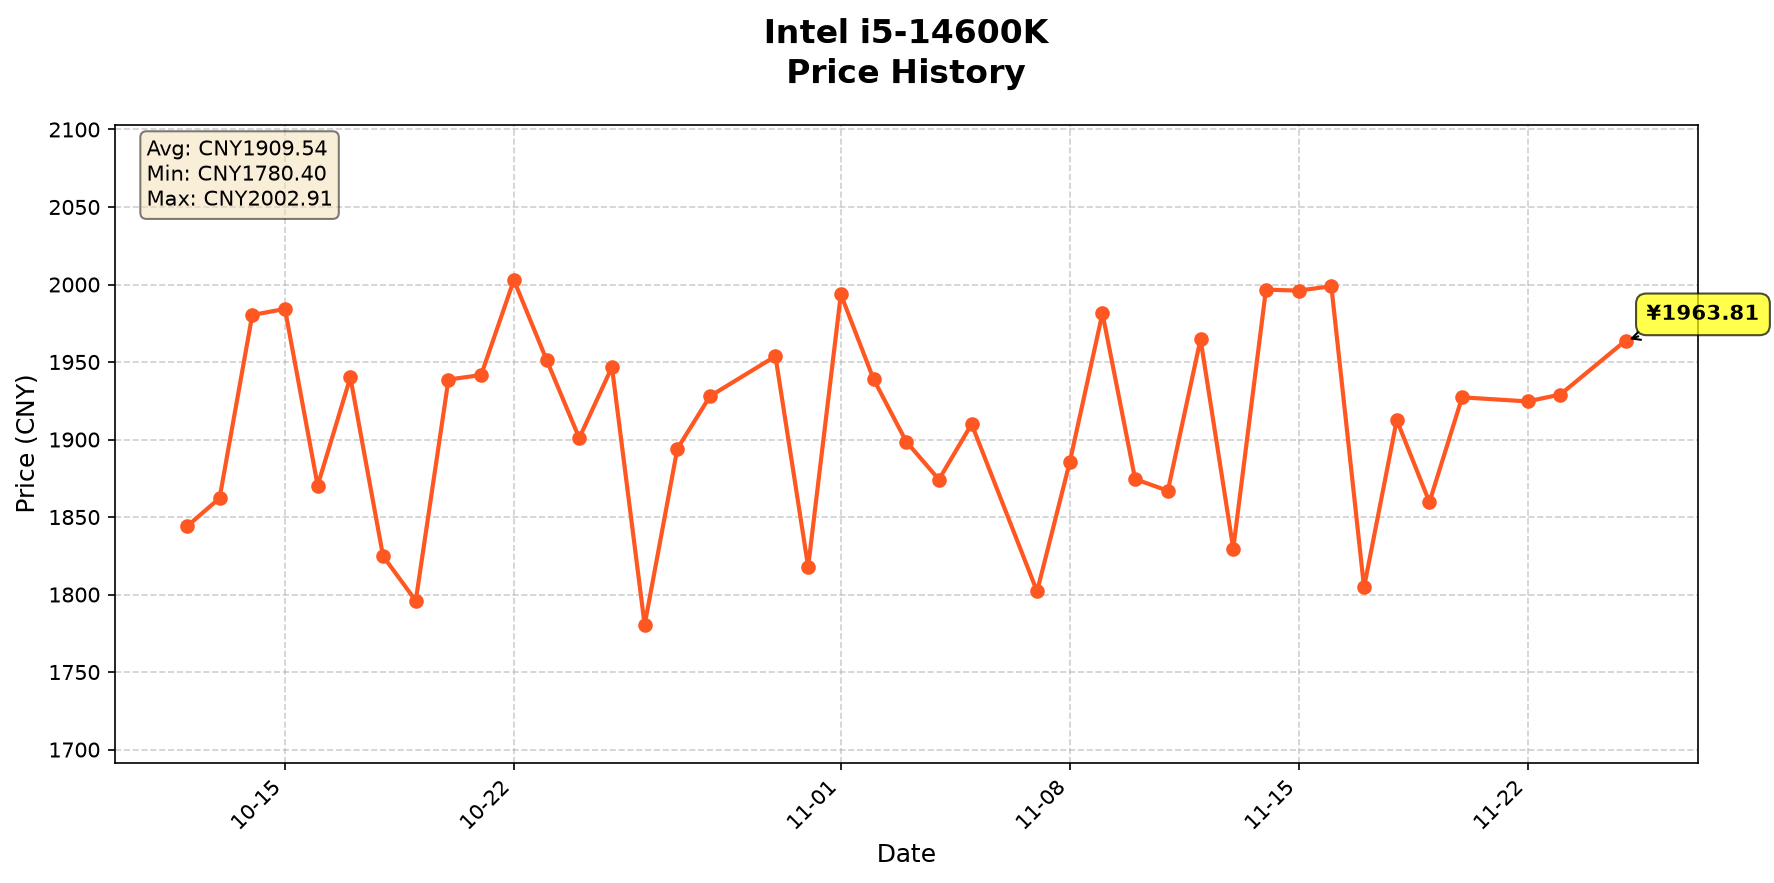 Intel i5-14600K
Price History
Avg: CNY1909.54
Min: CNY1780.40
Max: CNY2002.91
¥1963.81
2100
2050
2000
1950
1900
1850
1800
1750
1700
Price (CNY)
10-15
10-22
11-01
11-08
11-15
11-22
Date